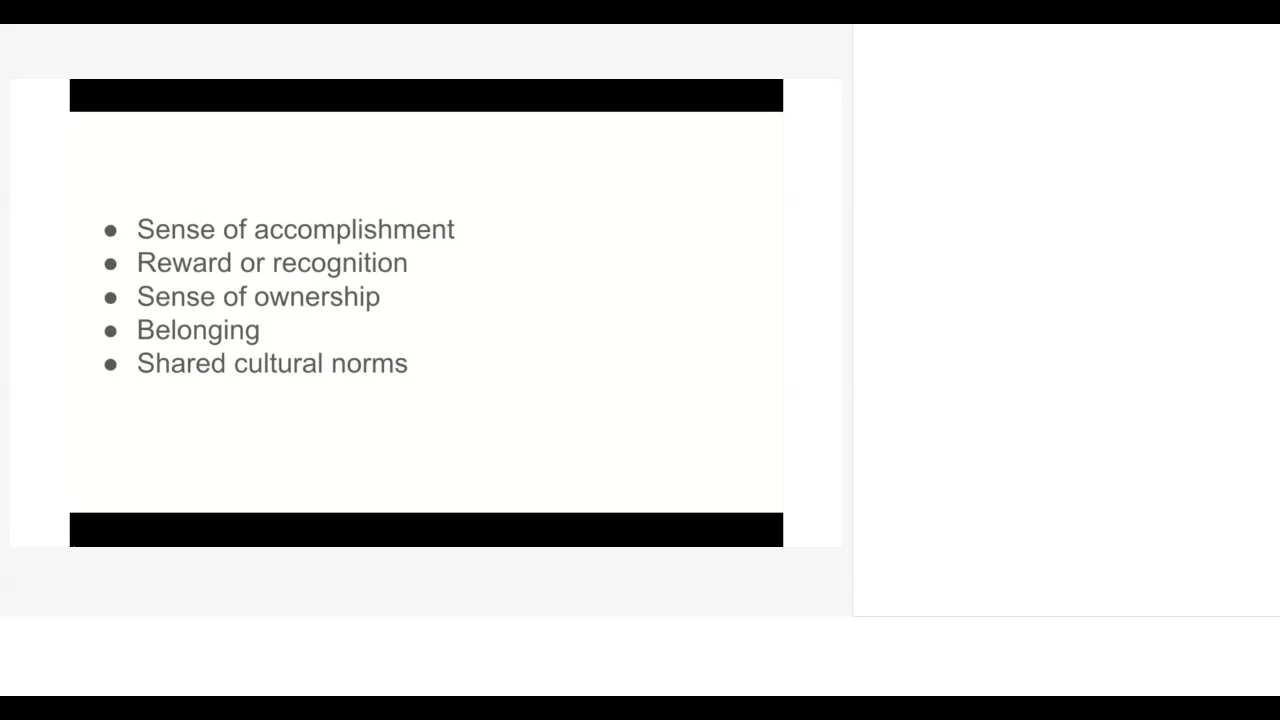 ● Sense of accomplishment
● Reward or recognition
● Sense of ownership
● Belonging
● Shared cultural norms